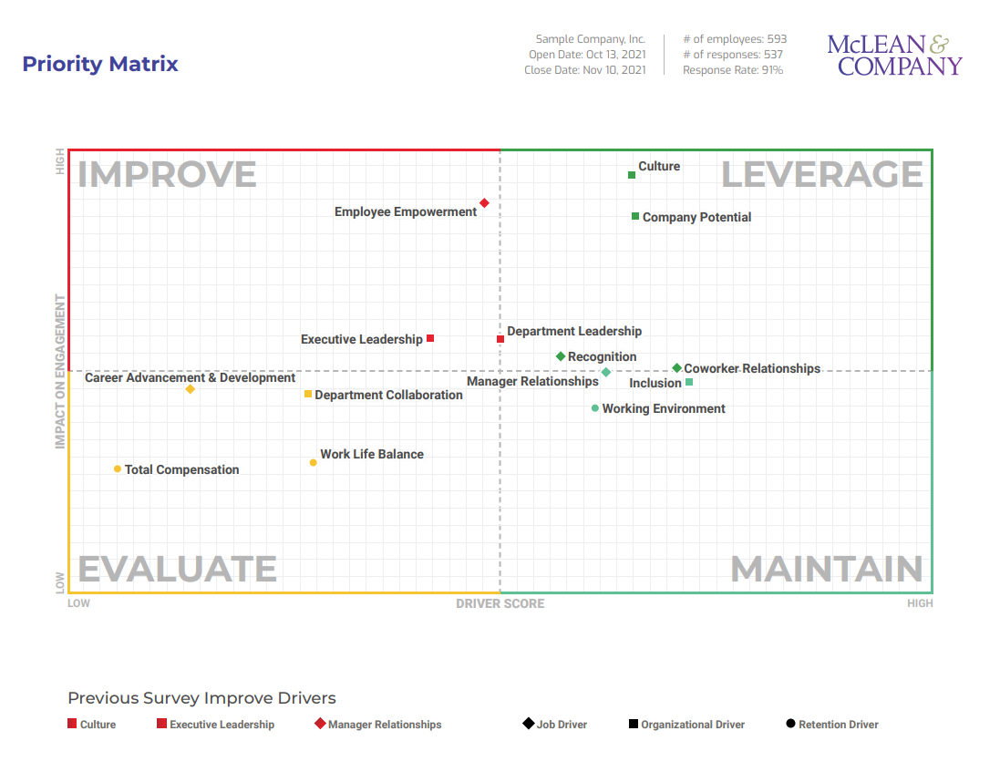 Priority Matrix
Sample Company, Inc.
Open Date: Oct 13, 2021
Close Date: Nov 10, 2021
# of employees: 593
# of responses: 537
Response Rate: 91%
McLEAN &
COMPANY
HIGH
IMPACT ON ENGAGEMENT
LOW
IMPROVE
LEVERAGE
Culture
Employee Empowerment
Company Potential
Department Leadership
Executive Leadership
Recognition
Coworker Relationships
Career Advancement & Development
Manager Relationships
Inclusion
Department Collaboration
Working Environment
Work Life Balance
Total Compensation
EVALUATE
MAINTAIN
LOW
DRIVER SCORE
HIGH
Previous Survey Improve Drivers
Culture
Executive Leadership
Manager Relationships
Job Driver
Organizational Driver
Retention Driver